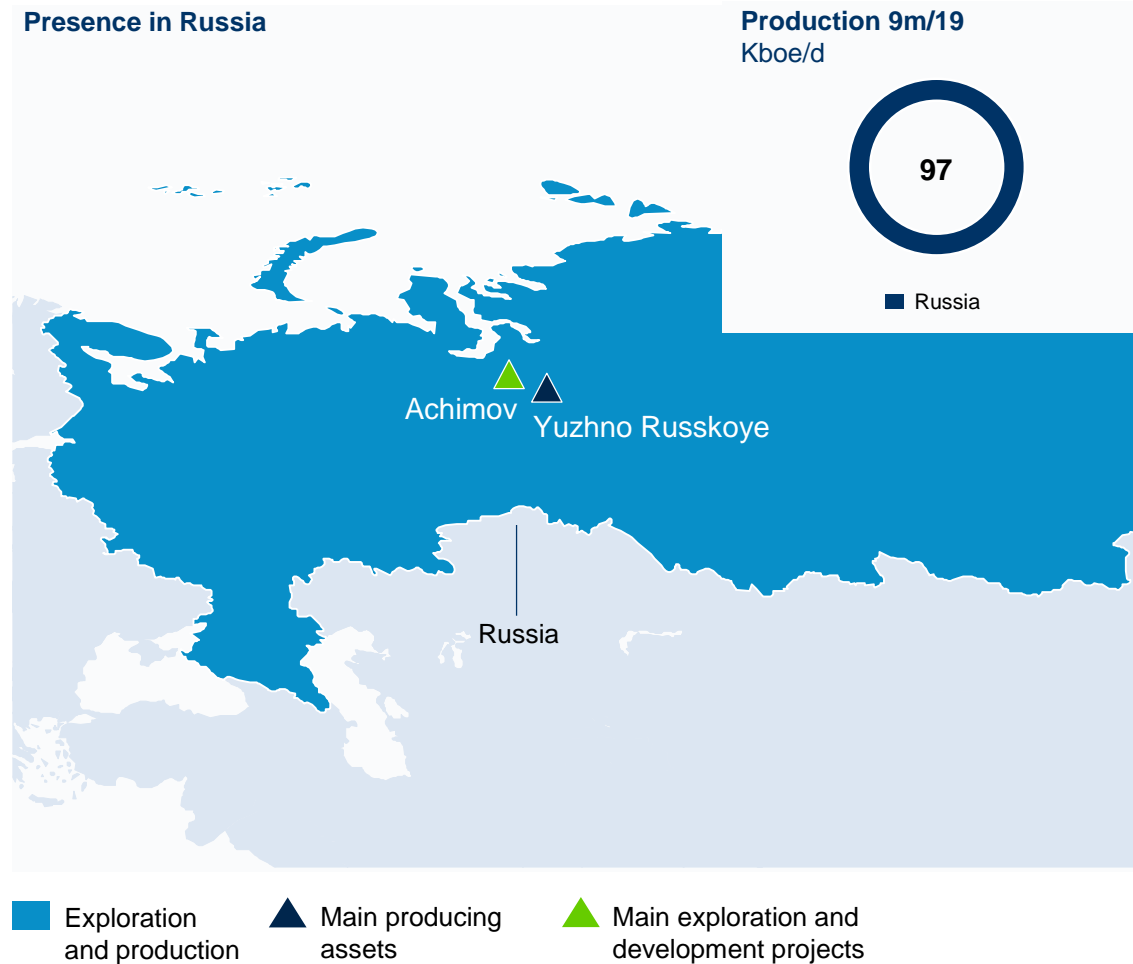 Presence in Russia
Production 9m/19
Kboe/d
97
Russia
Achimov
Yuzhno Russkoye
Russia
Exploration
and production
Main producing
assets
Main exploration and
development projects